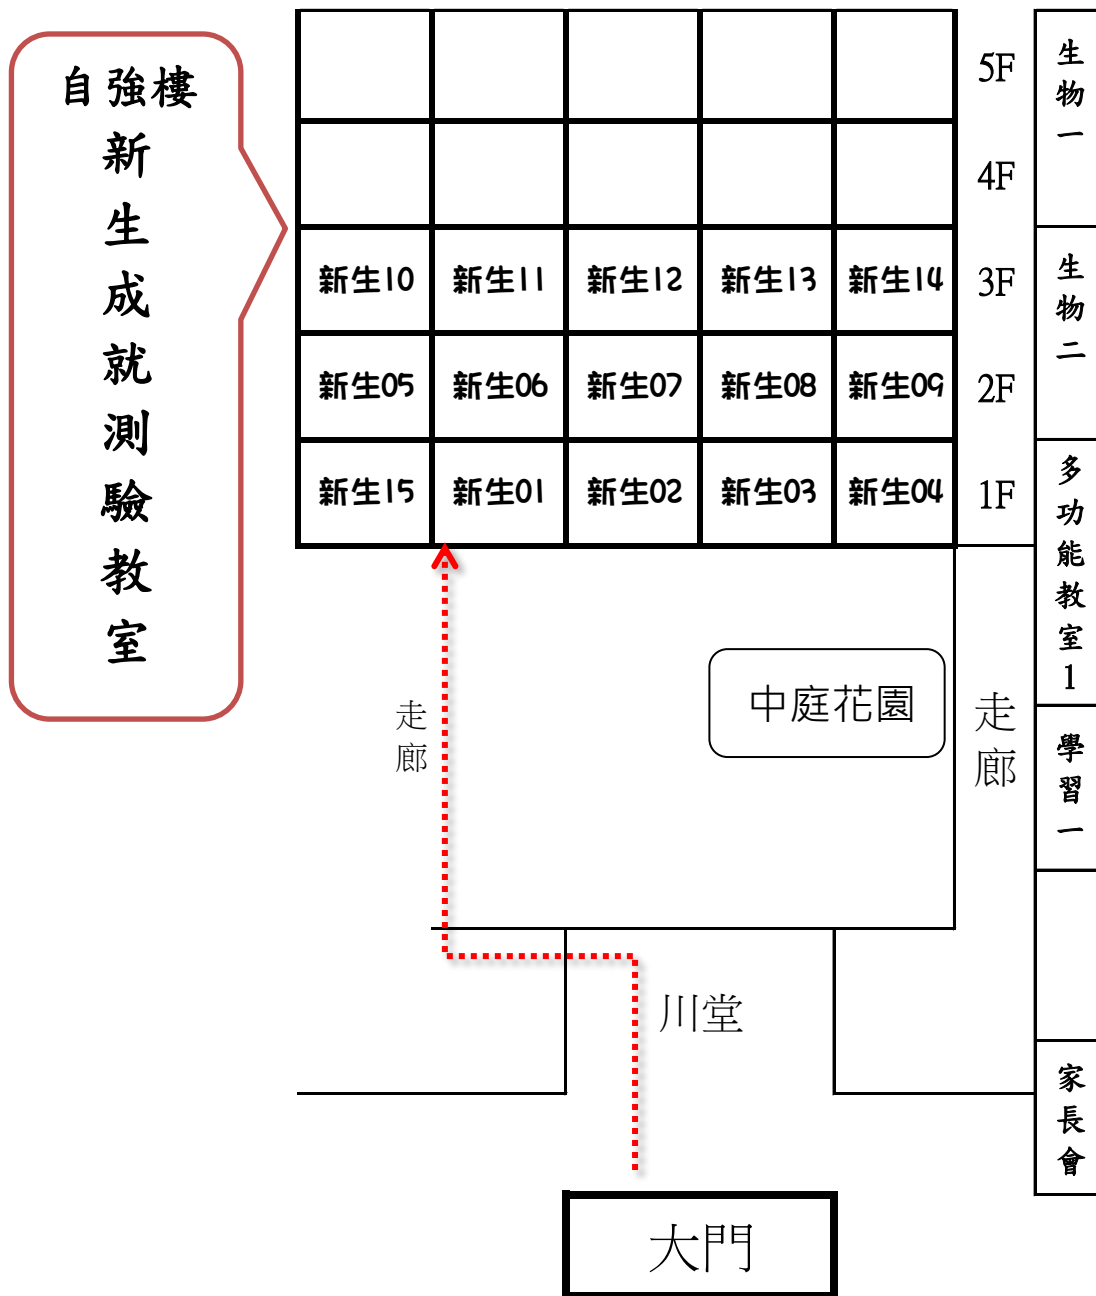 自強樓
新
生
成
就
測
驗
教
室
5F
4F
新生10 新生11 新生12 新生13 新生14 3F
新生05 新生06 新生07 新生08 新生09 2F
新生15 新生01 新生02 新生03 新生04 1F
生物一
生物二
多功能教室1
學習一
家長會
走廊
中庭花園
走廊
川堂
大門